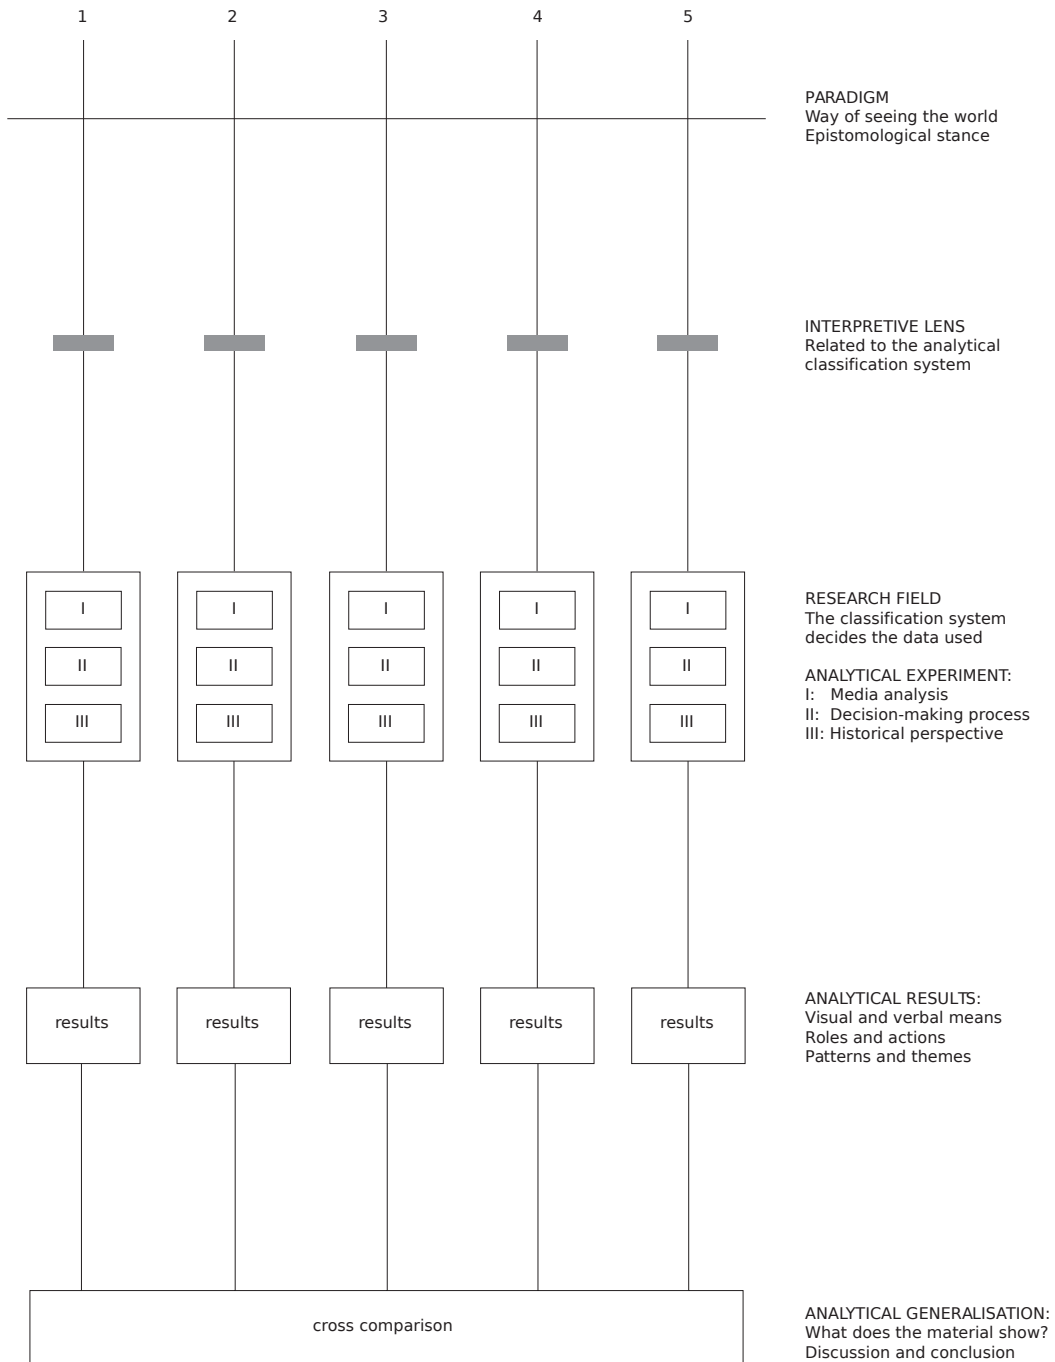 1 2 3 4 5
PARADIGM
Way of seeing the world
Epistomological stance
INTERPRETIVE LENS
Related to the analytical
classification system
I I I I I
II II II II II
III III III III III
RESEARCH FIELD
The classification system
decides the data used
ANALYTICAL EXPERIMENT:
I: Media analysis
II: Decision-making process
III: Historical perspective
results results results results results
ANALYTICAL RESULTS:
Visual and verbal means
Roles and actions
Patterns and themes
cross comparison
ANALYTICAL GENERALISATION:
What does the material show?
Discussion and conclusion